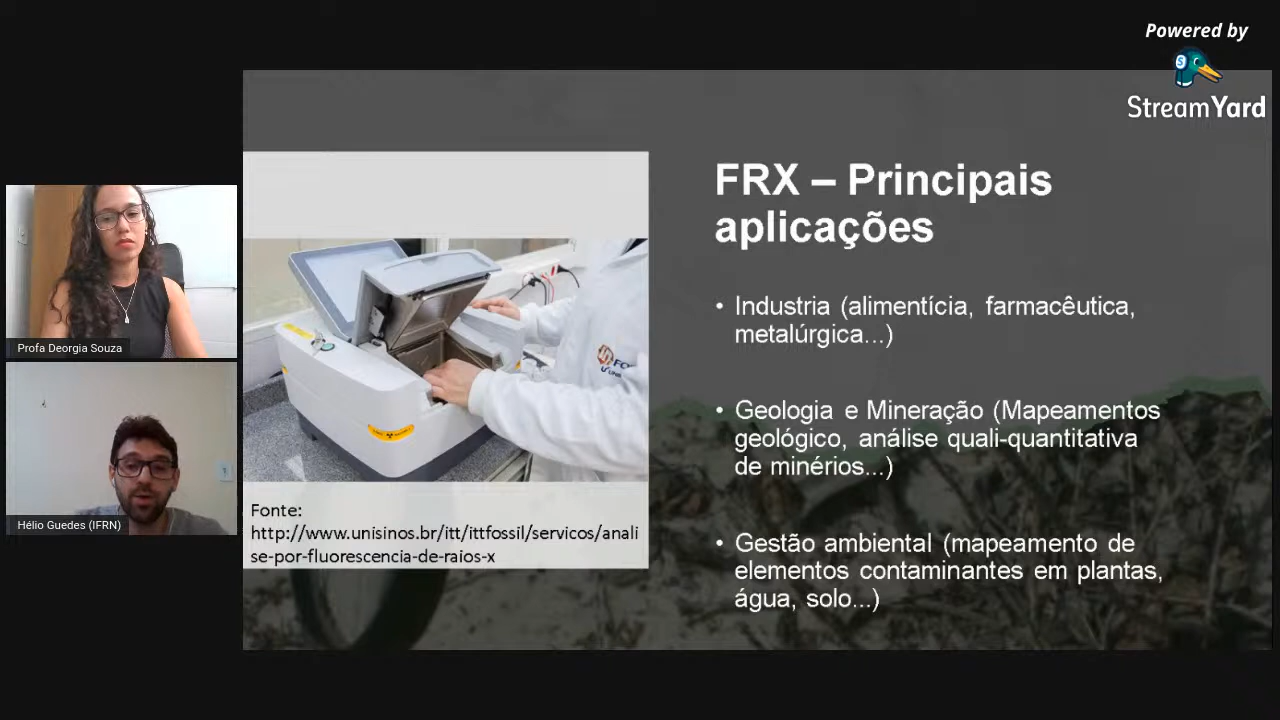 Powered by
StreamYard
FRX – Principais
aplicações
• Industria (alimentícia, farmacêutica,
metalúrgica...)
• Geologia e Mineração (Mapeamentos
geológico, análise quali-quantitativa
de minérios...)
• Gestão ambiental (mapeamento de
elementos contaminantes em plantas,
água, solo...)
Fonte:
http://www.unisinos.br/itt/ittfossil/servicos/anali
se-por-fluorescencia-de-raios-x
Profa Deorgia Souza
Hélio Guedes (IFRN)